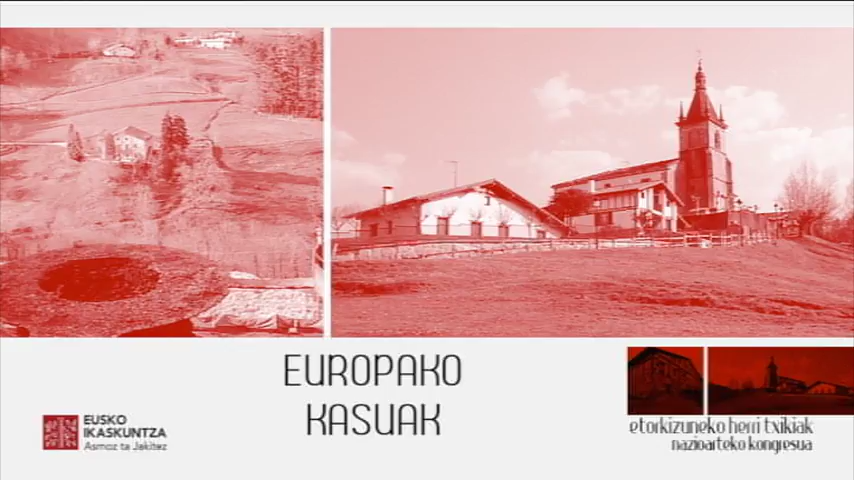 EUROPAKO
KASUAK
EUSKO
IKASKUNTZA
Asmoz ta Jakitez
etorkizuneko herri txikiak
nazioarteko kongresua